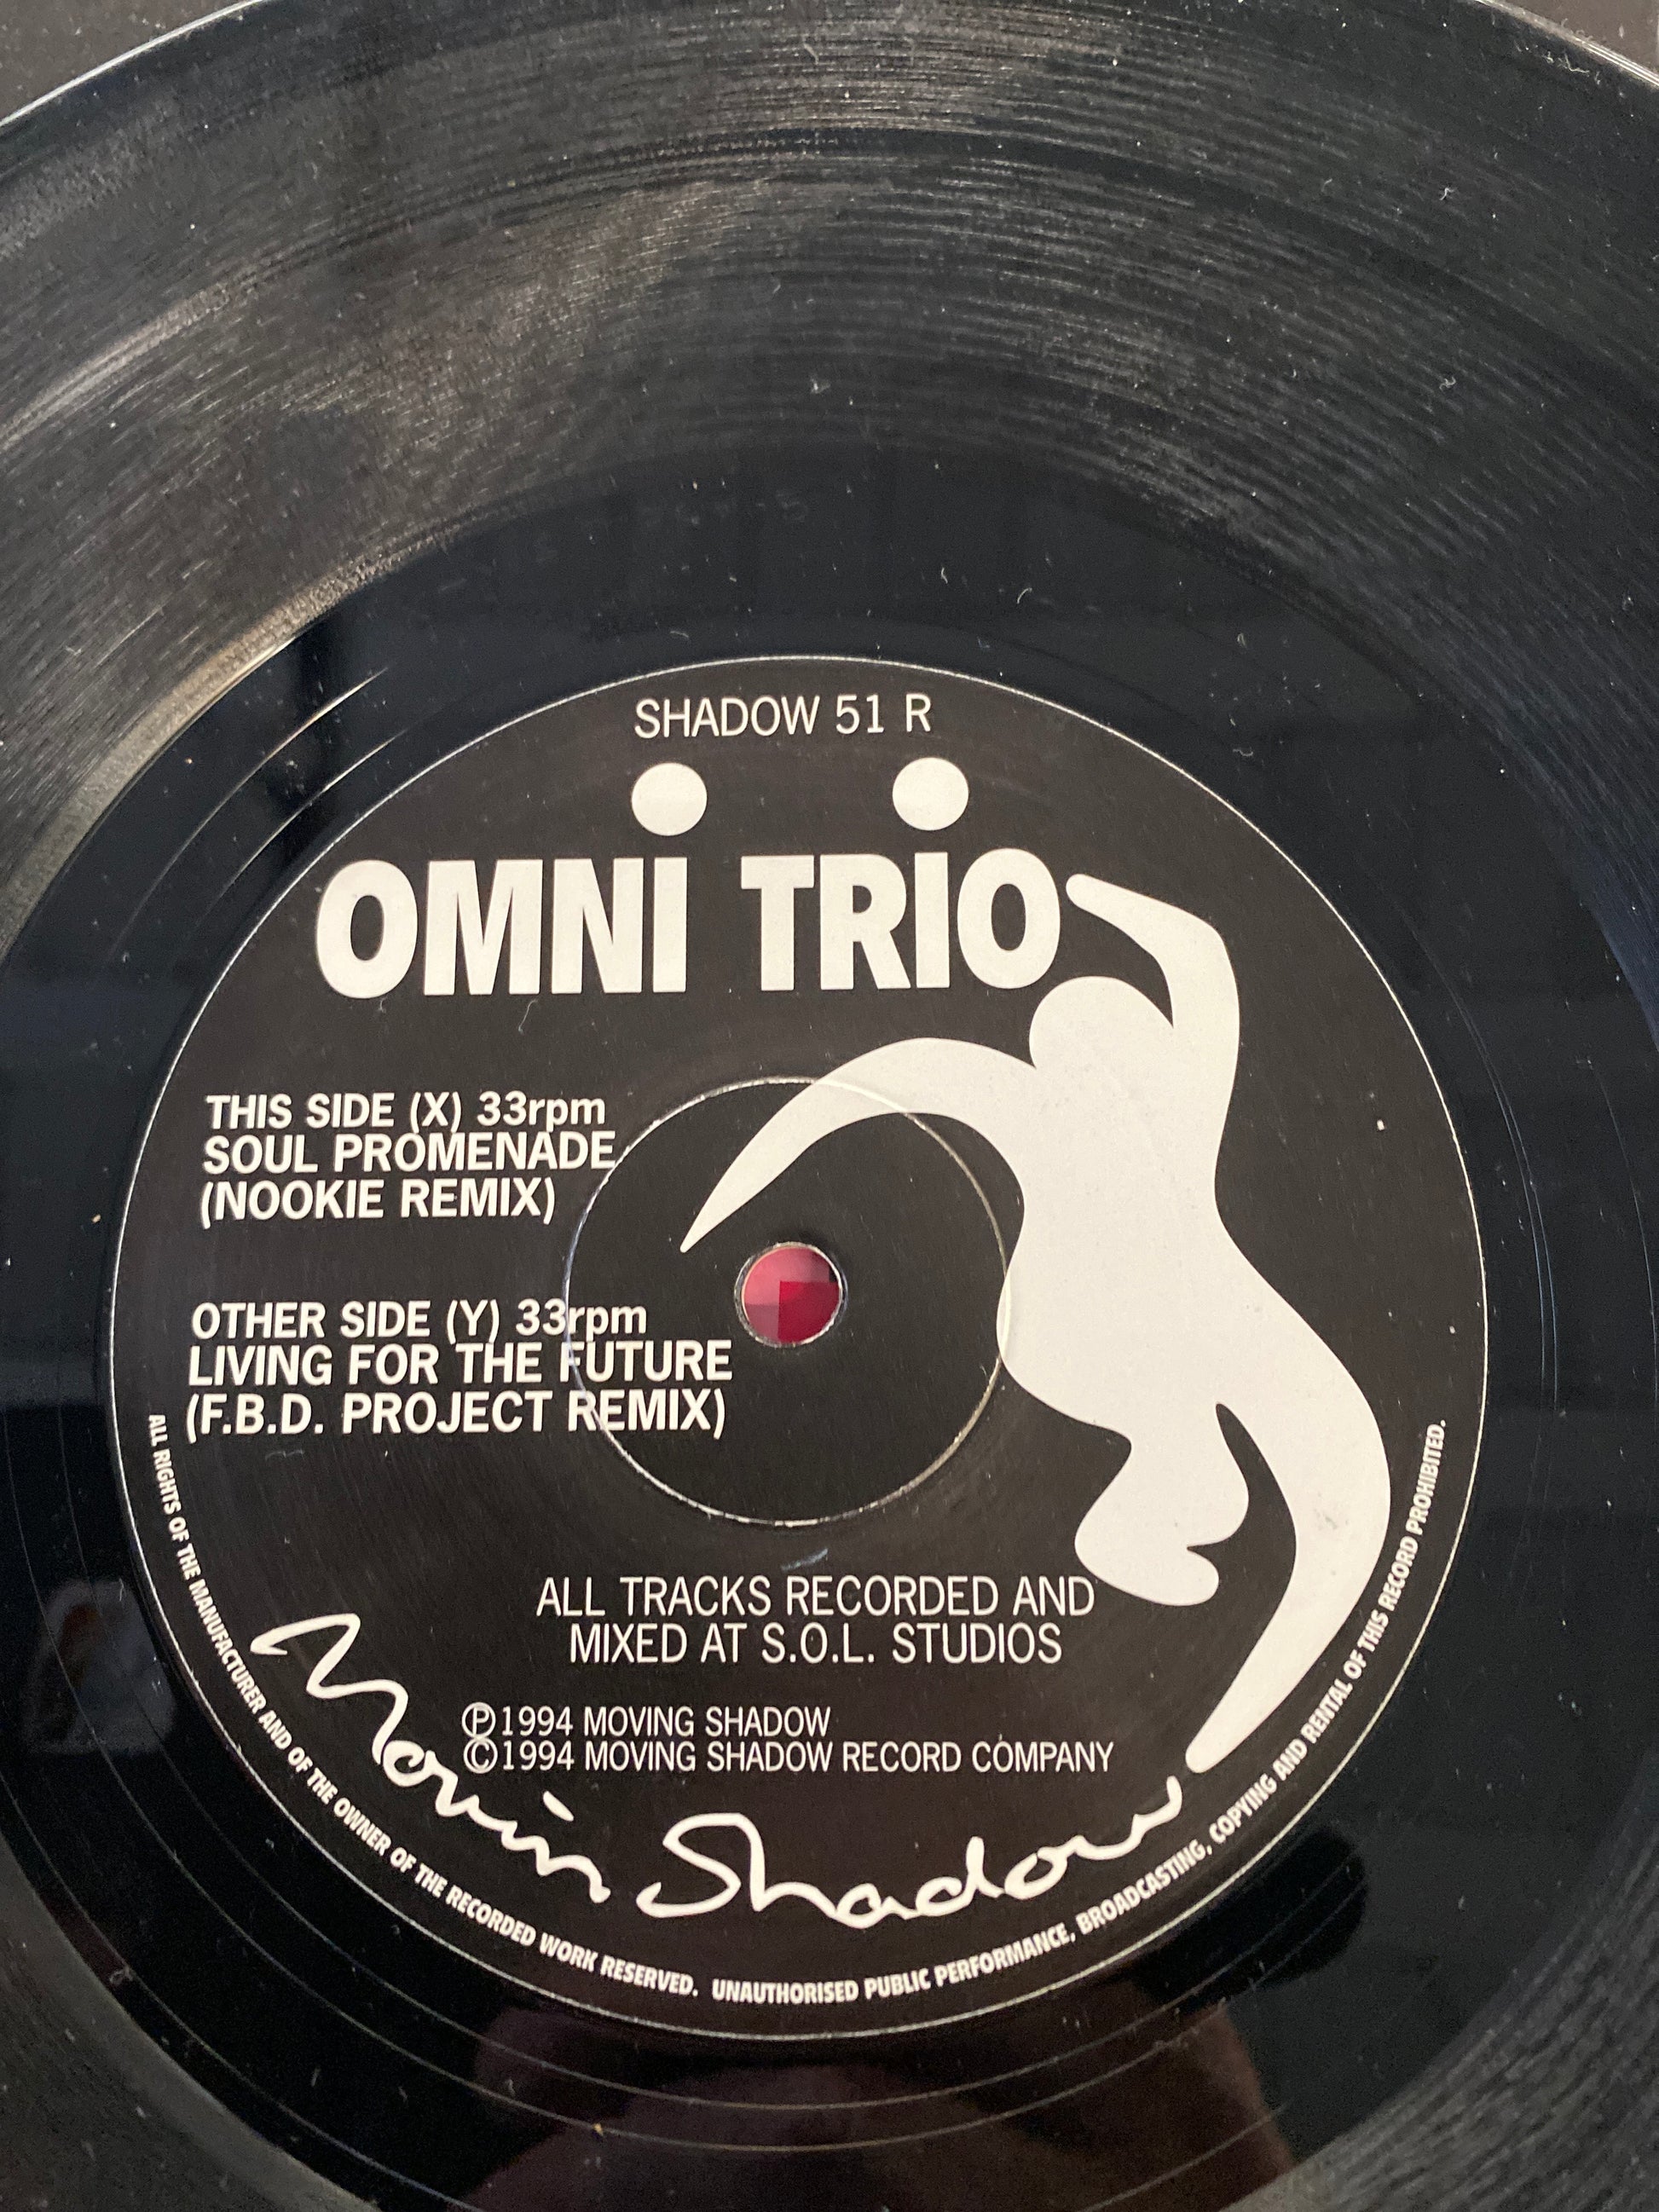 SHADOW 51 R
OMNI TRIO
THIS SIDE (X) 33rpm
SOUL PROMENADE
(NOOKIE REMIX)
OTHER SIDE (Y) 33rpm
LIVING FOR THE FUTURE
(F.B.D. PROJECT REMIX)
ALL TRACKS RECORDED AND
MIXED AT S.O.L. STUDIOS
Ⓟ1994 MOVING SHADOW
©1994 MOVING SHADOW RECORD COMPANY
Movin Shadow
ALL RIGHTS OF THE MANUFACTURER AND OF THE OWNER OF THE RECORDED WORK RESERVED. UNAUTHORISED PUBLIC PERFORMANCE, BROADCASTING, COPYING AND RENTAL OF THIS RECORD PROHIBITED.